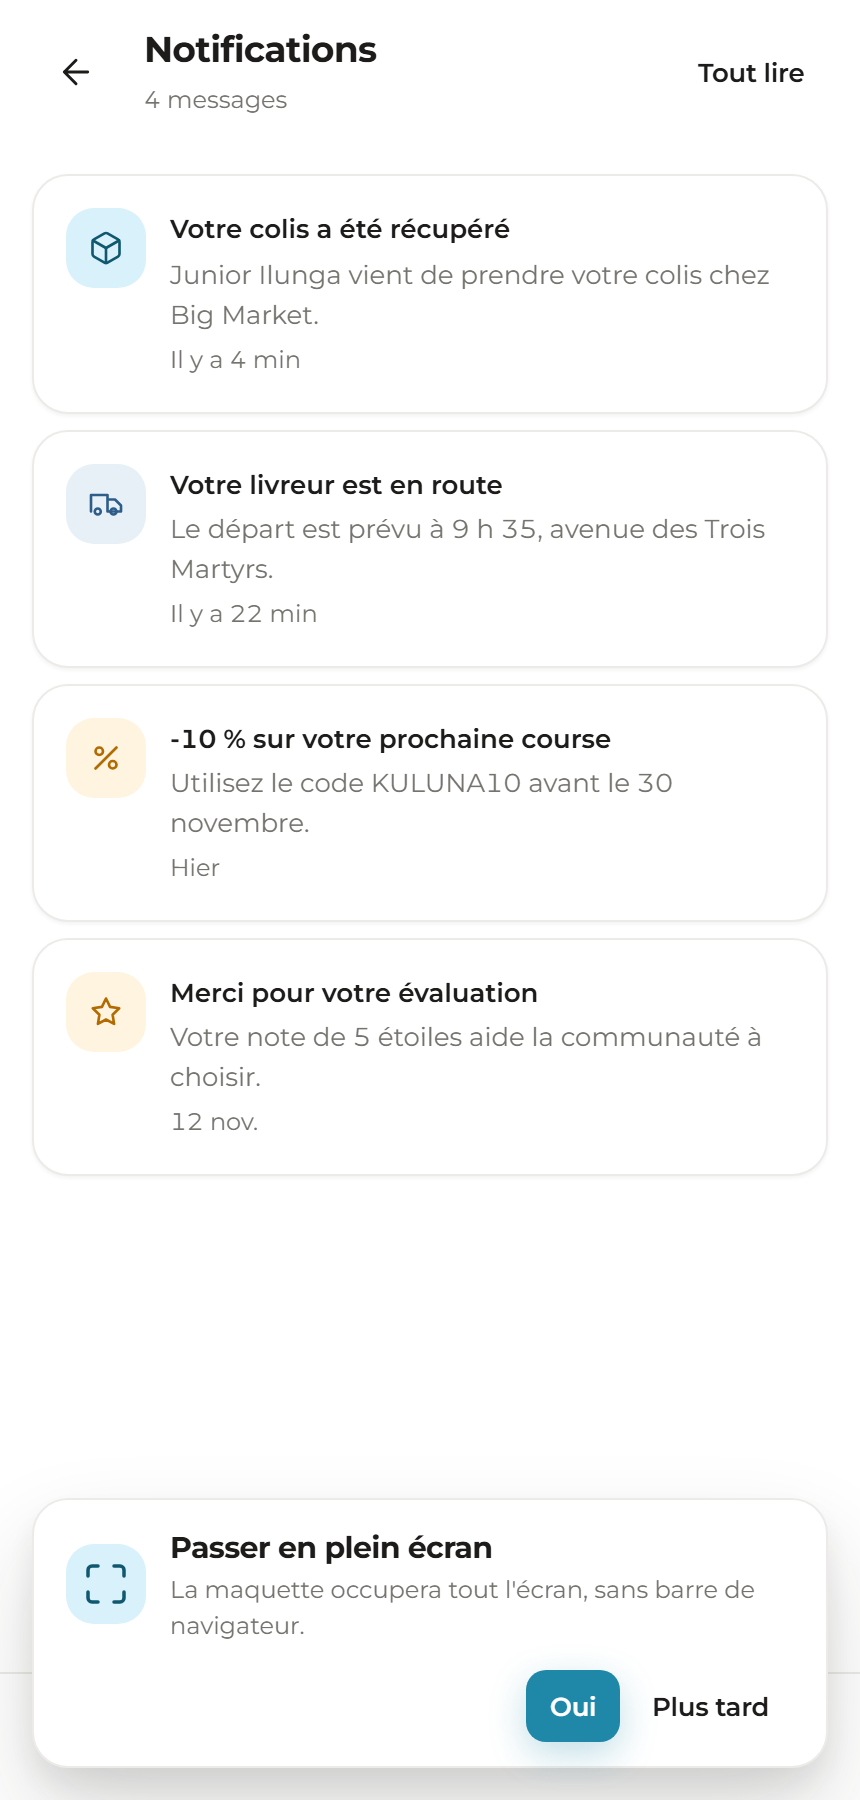 Notifications
4 messages
Tout lire
Votre colis a été récupéré
Junior Ilunga vient de prendre votre colis chez
Big Market.
Il y a 4 min
Votre livreur est en route
Le départ est prévu à 9 h 35, avenue des Trois
Martyrs.
Il y a 22 min
-10 % sur votre prochaine course
Utilisez le code KULUNA10 avant le 30
novembre.
Hier
Merci pour votre évaluation
Votre note de 5 étoiles aide la communauté à
choisir.
12 nov.
Passer en plein écran
La maquette occupera tout l'écran, sans barre de
navigateur.
Oui
Plus tard